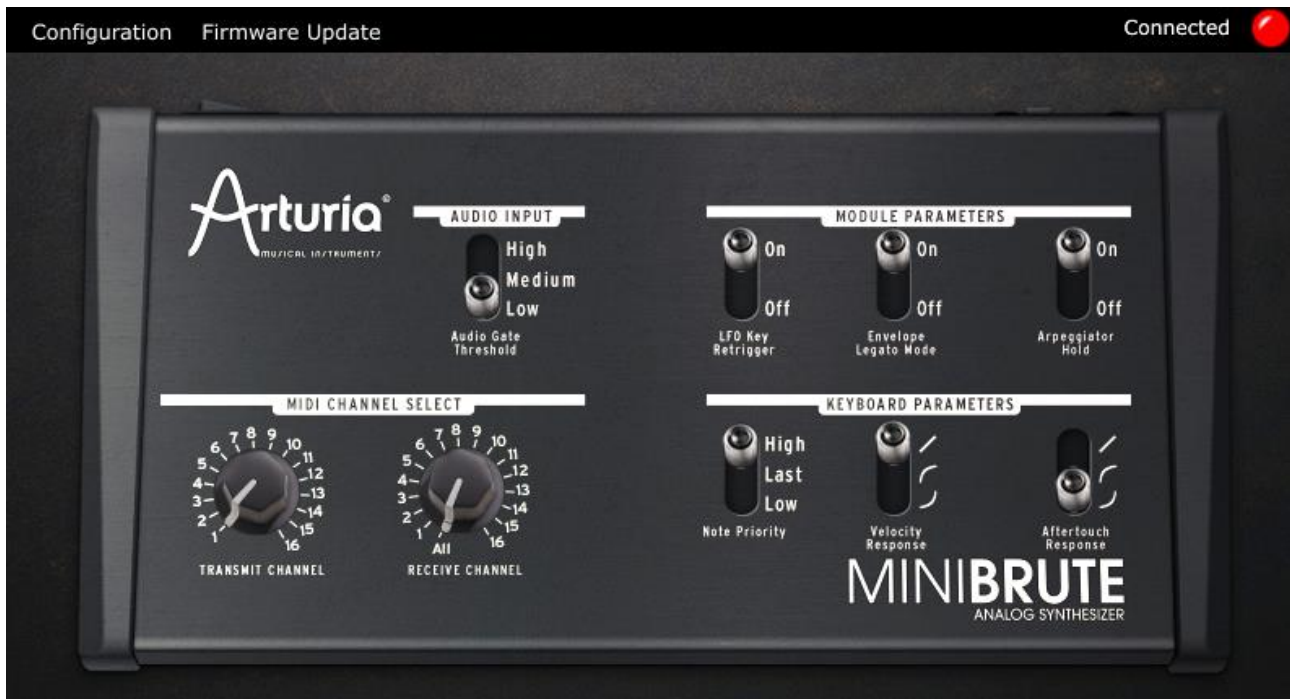 Configuration Firmware Update Connected
Arturia©
MUSICAL INSTRUMENTS
AUDIO INPUT
High
Medium
Low
Audio Gate
Threshold
MODULE PARAMETERS
On
Off
LFO Key
Retrigger
On
Off
Envelope
Legato Mode
On
Off
Arpeggiator
Hold
MIDI CHANNEL SELECT
1 2 3 4 5 6 7 8 9 10 11 12 13 14 15 16
TRANSMIT CHANNEL
All 1 2 3 4 5 6 7 8 9 10 11 12 13 14 15 16
RECEIVE CHANNEL
KEYBOARD PARAMETERS
High
Last
Low
Note Priority
Velocity
Response
Aftertouch
Response
MINIBRUTE
ANALOG SYNTHESIZER